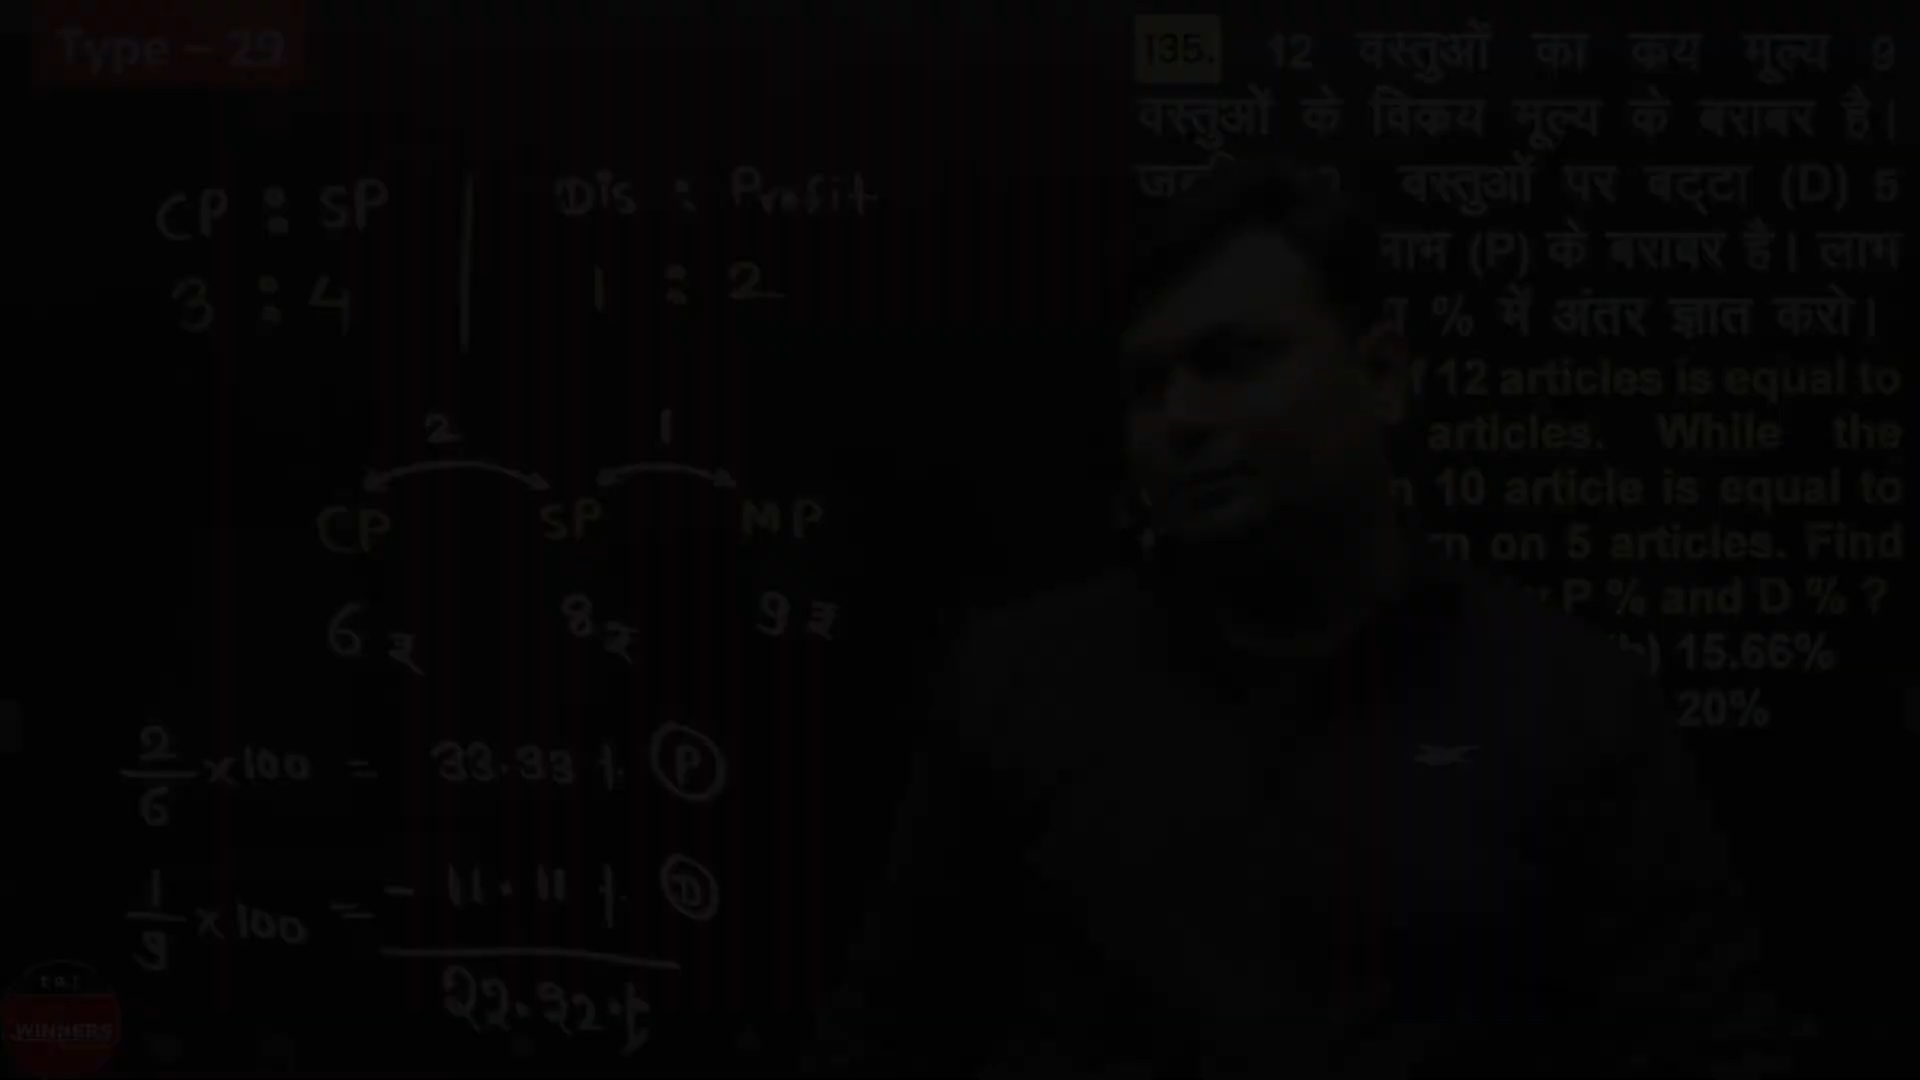 Type – 29
CP : SP
3 : 4
Dis : Profit
1 : 2
2
1
CP SP MP
6 ₹ 8 ₹ 9 ₹
2/6 × 100 = 33.33 % P
1/9 × 100 = - 11.11 % D
22.22 %
WINNERS
135. 12 वस्तुओं का क्रय मूल्य 9
वस्तुओं के विक्रय मूल्य के बराबर है।
वस्तुओं पर बट्टा (D) 5
(P) के बराबर है। लाभ
% में अंतर ज्ञात करो।
12 articles is equal to
articles. While the
10 article is equal to
on 5 articles. Find
P % and D % ?
15.66%
20%